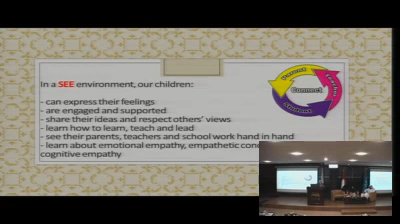 In a SEE environment, our children:
- can express their feelings
- are engaged and supported
- share their ideas and respect others' views
- learn how to learn, teach and lead
- see their parents, teachers and school work hand in hand
- learn about emotional empathy, empathetic con
cognitive empathy
Parent
Connect